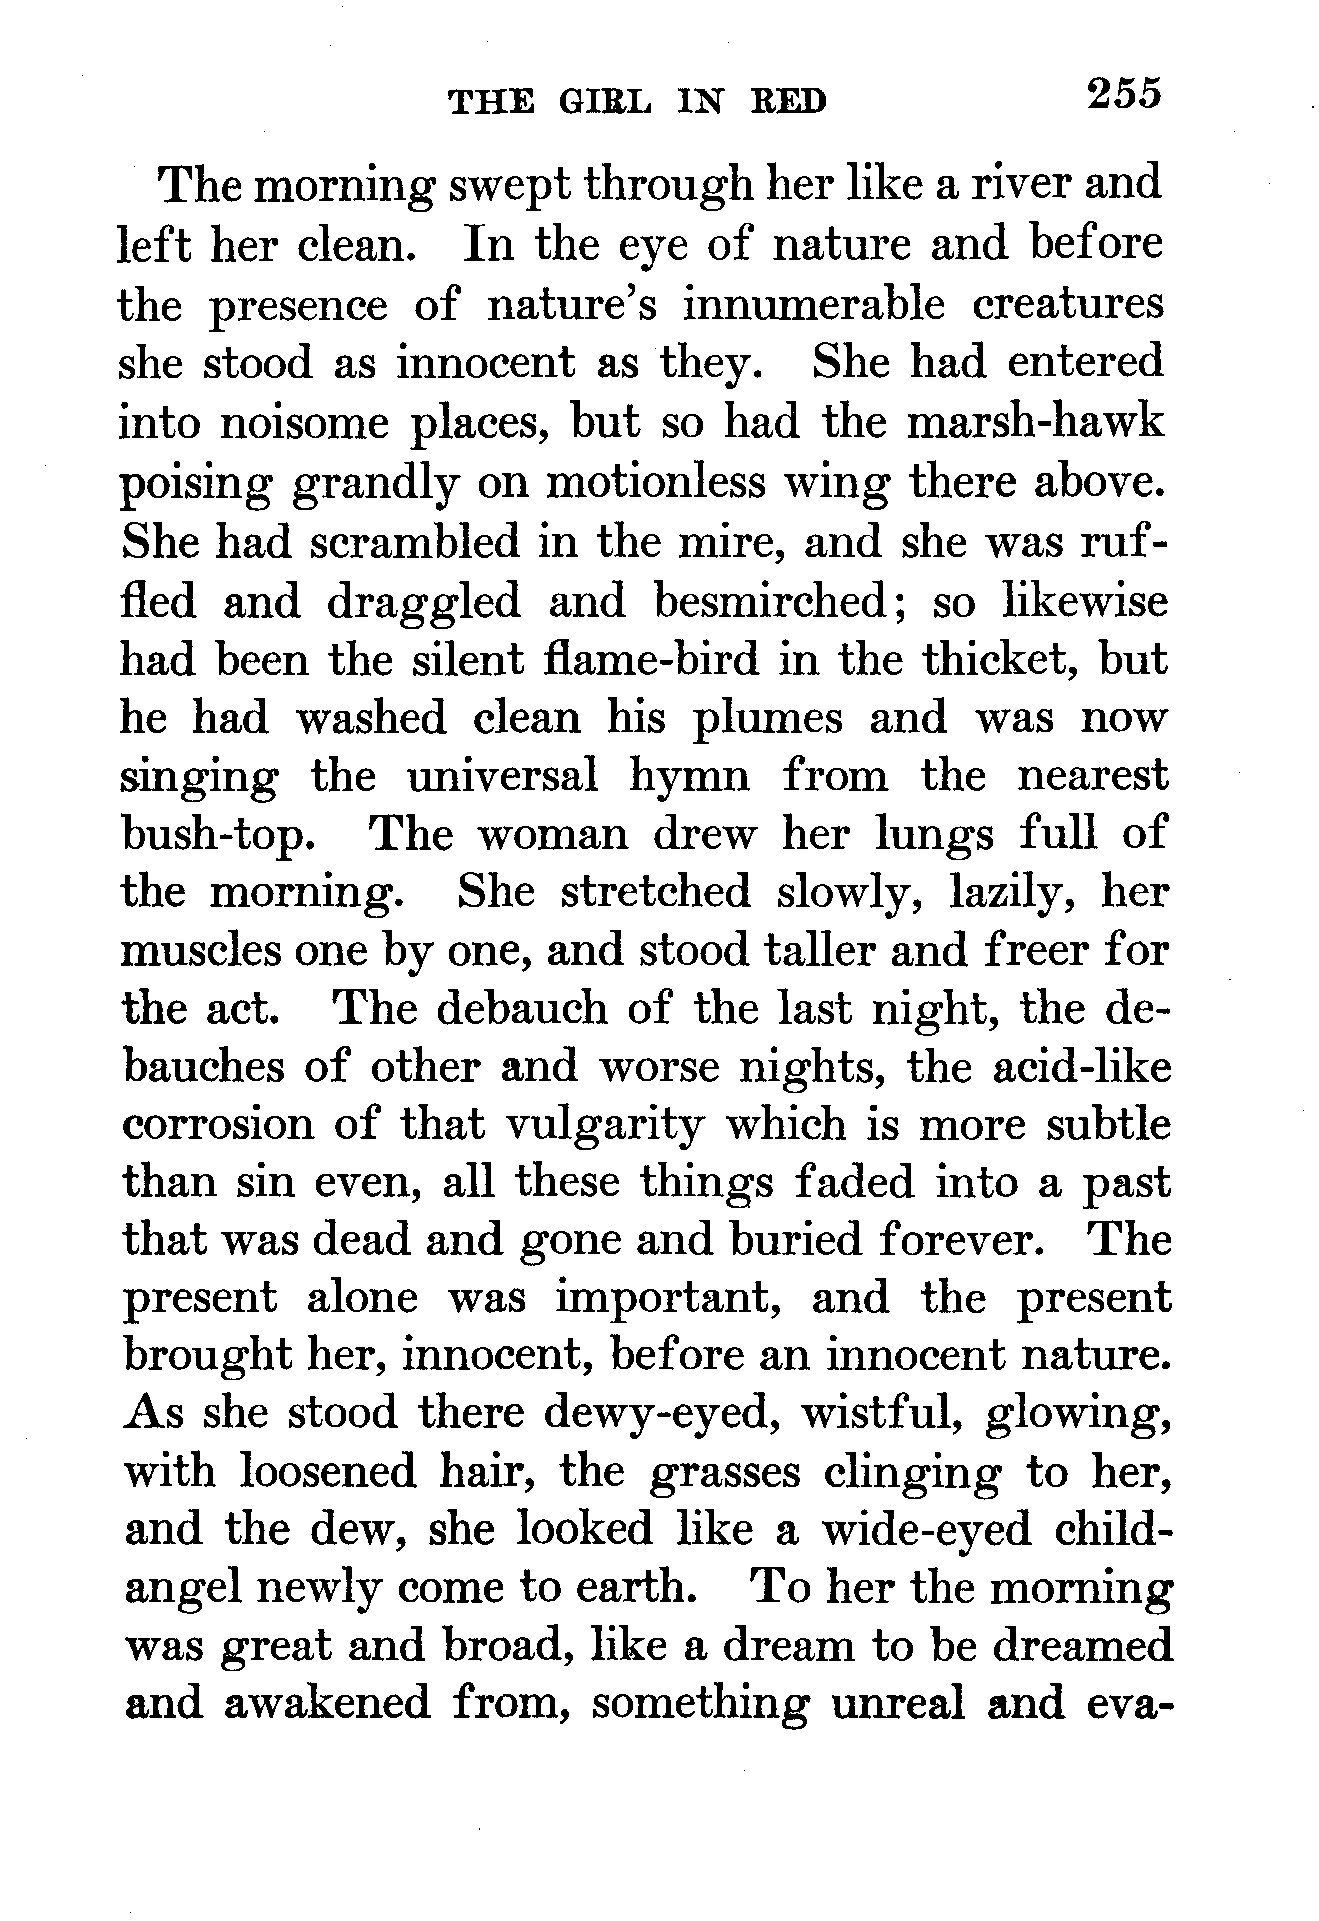 THE GIRL IN RED 255
The morning swept through her like a river and
left her clean. In the eye of nature and before
the presence of nature's innumerable creatures
she stood as innocent as they. She had entered
into noisome places, but so had the marsh-hawk
poising grandly on motionless wing there above.
She had scrambled in the mire, and she was ruf-
fled and draggled and besmirched; so likewise
had been the silent flame-bird in the thicket, but
he had washed clean his plumes and was now
singing the universal hymn from the nearest
bush-top. The woman drew her lungs full of
the morning. She stretched slowly, lazily, her
muscles one by one, and stood taller and freer for
the act. The debauch of the last night, the de-
bauches of other and worse nights, the acid-like
corrosion of that vulgarity which is more subtle
than sin even, all these things faded into a past
that was dead and gone and buried forever. The
present alone was important, and the present
brought her, innocent, before an innocent nature.
As she stood there dewy-eyed, wistful, glowing,
with loosened hair, the grasses clinging to her,
and the dew, she looked like a wide-eyed child-
angel newly come to earth. To her the morning
was great and broad, like a dream to be dreamed
and awakened from, something unreal and eva-